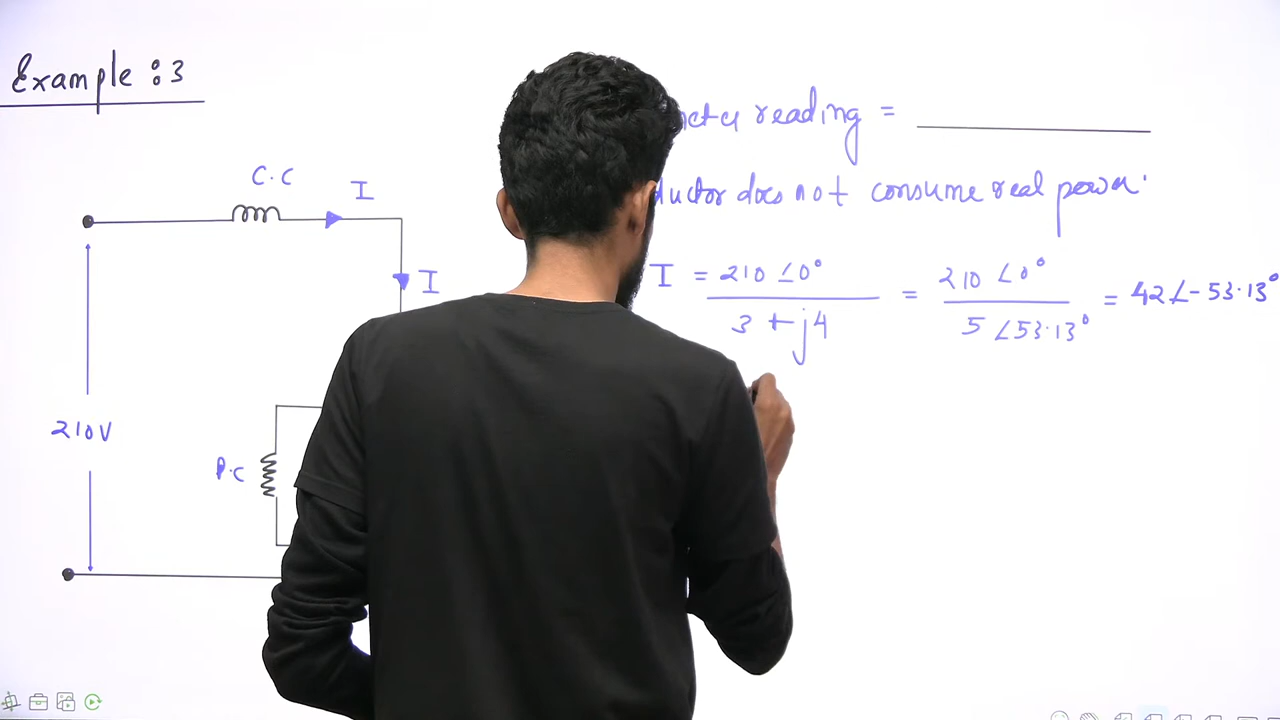 Example : 3
reading =
does not consume real power.
C.C
I
I
I = 210 ∠0° / 3 + j4 = 210 ∠0° / 5 ∠53.13° = 42∠-53.13°
210V
P.C